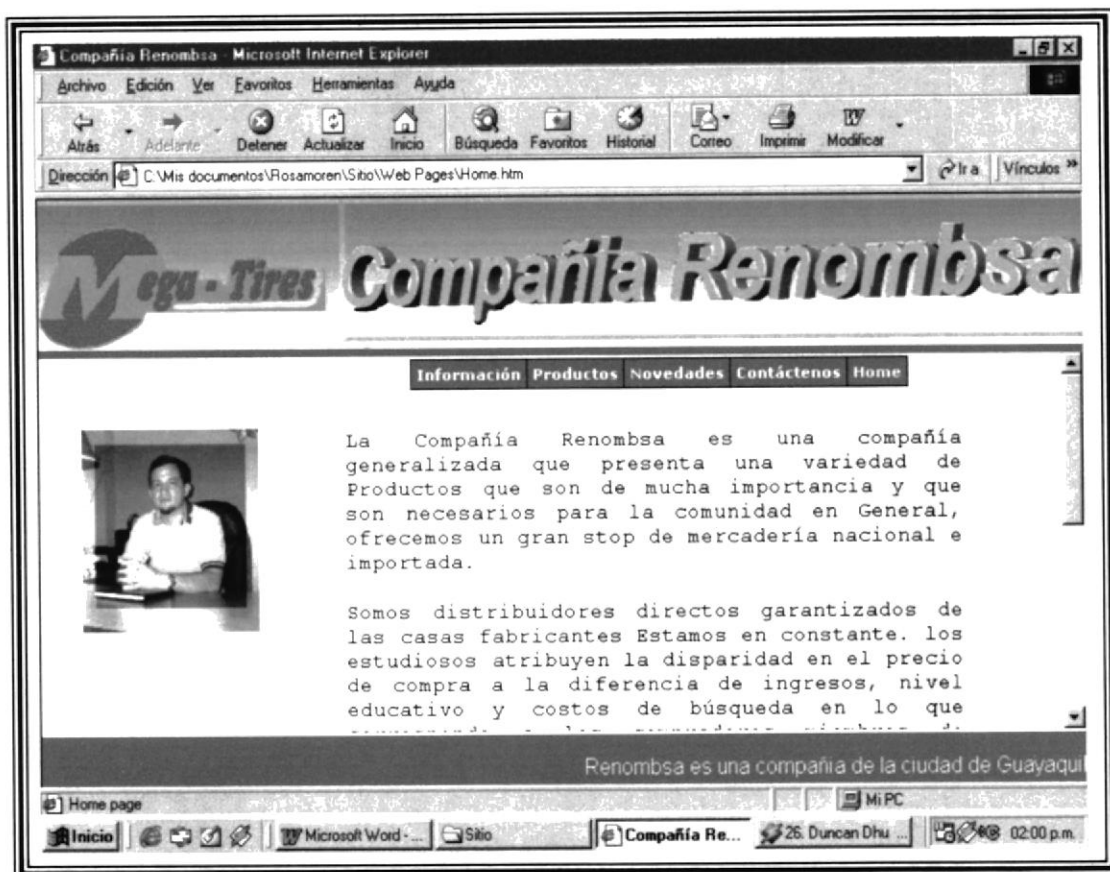 Compañía Renombsa - Microsoft Internet Explorer
Archivo Edición Ver Favoritos Herramientas Ayuda
Atrás Adelante Detener Actualizar Inicio Búsqueda Favoritos Historial Correo Imprimir Modificar
Dirección C:\Mis documentos\Rosamoren\Sitio\Web Pages\Home.htm Ir a Vínculos »
Mega - Tires Compañía Renombsa
Información Productos Novedades Contáctenos Home
La Compañía Renombsa es una compañía
generalizada que presenta una variedad de
Productos que son de mucha importancia y que
son necesarios para la comunidad en General,
ofrecemos un gran stop de mercadería nacional e
importada.
Somos distribuidores directos garantizados de
las casas fabricantes Estamos en constante. los
estudiosos atribuyen la disparidad en el precio
de compra a la diferencia de ingresos, nivel
educativo y costos de búsqueda en lo que
Renombsa es una compañia de la ciudad de Guayaquil
Home page Mi PC
Inicio Microsoft Word - ... Sitio Compañía Re... 26. Duncan Dhu ... 02:00 p.m.